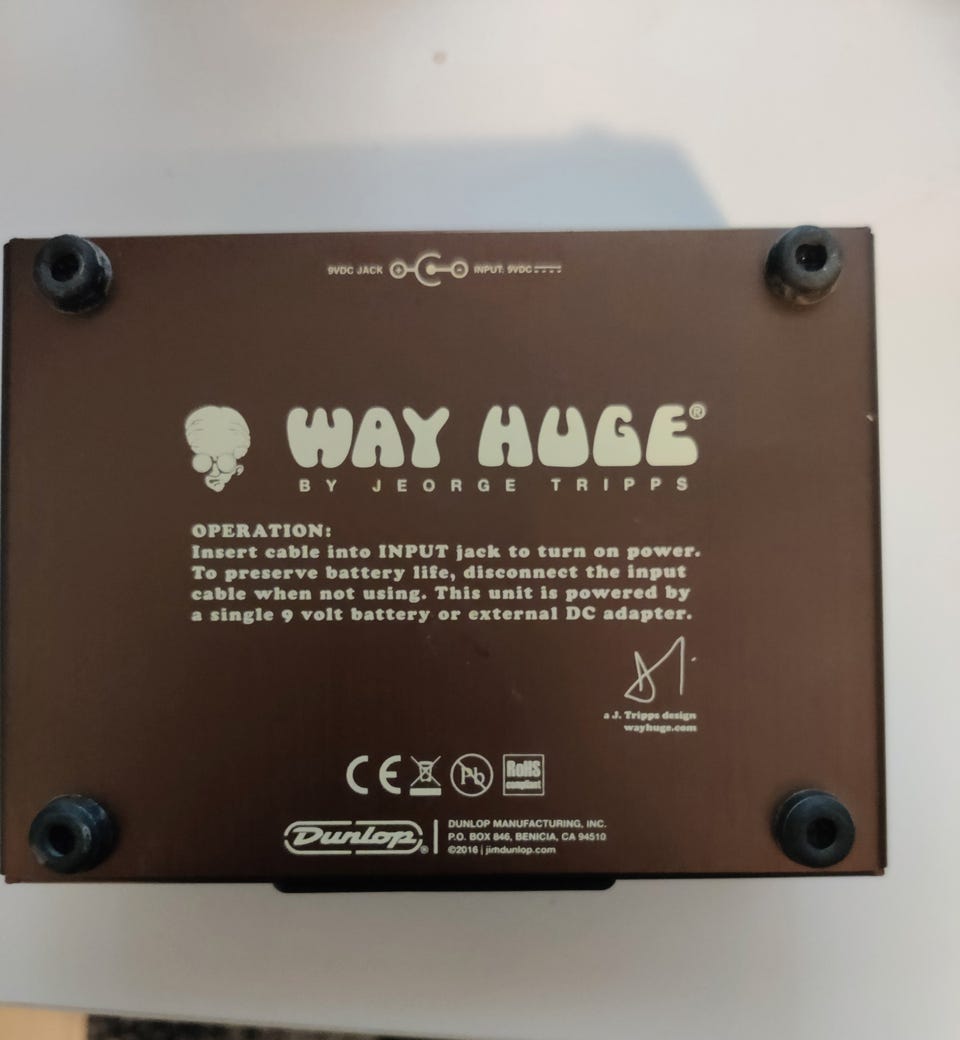 9VDC JACK + - INPUT: 9VDC
WAY HUGE®
BY JEORGE TRIPPS
OPERATION:
Insert cable into INPUT jack to turn on power.
To preserve battery life, disconnect the input
cable when not using. This unit is powered by
a single 9 volt battery or external DC adapter.
a J. Tripps design
wayhuge.com
CE Pb RoHS
compliant
Dunlop® DUNLOP MANUFACTURING, INC.
P.O. BOX 846, BENICIA, CA 94510
©2016 | jimdunlop.com